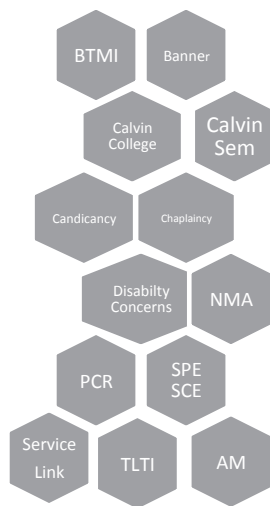 BTMI
Banner
Calvin
College
Calvin
Sem
Candicancy
Chaplaincy
Disabilty
Concerns
NMA
PCR
SPE
SCE
Service
Link
TLTI
AM